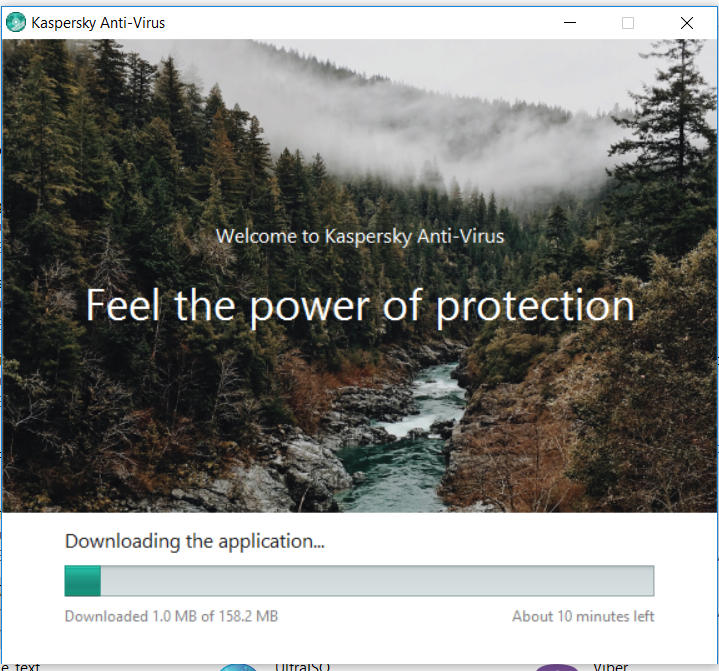 Kaspersky Anti-Virus
Welcome to Kaspersky Anti-Virus
Feel the power of protection
Downloading the application...
Downloaded 1.0 MB of 158.2 MB
About 10 minutes left
text
UltraISO
Viber